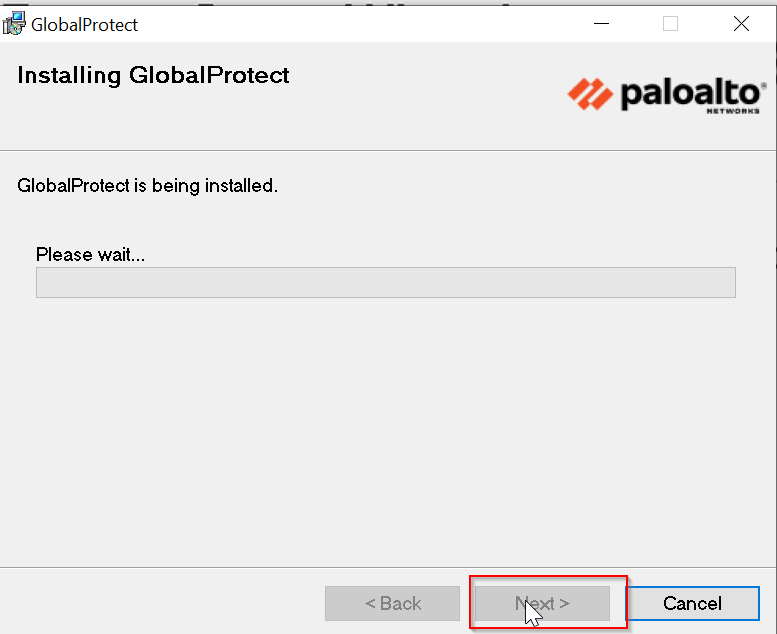 GlobalProtect
Installing GlobalProtect
paloalto®
NETWORKS
GlobalProtect is being installed.
Please wait...
< Back
Next >
Cancel